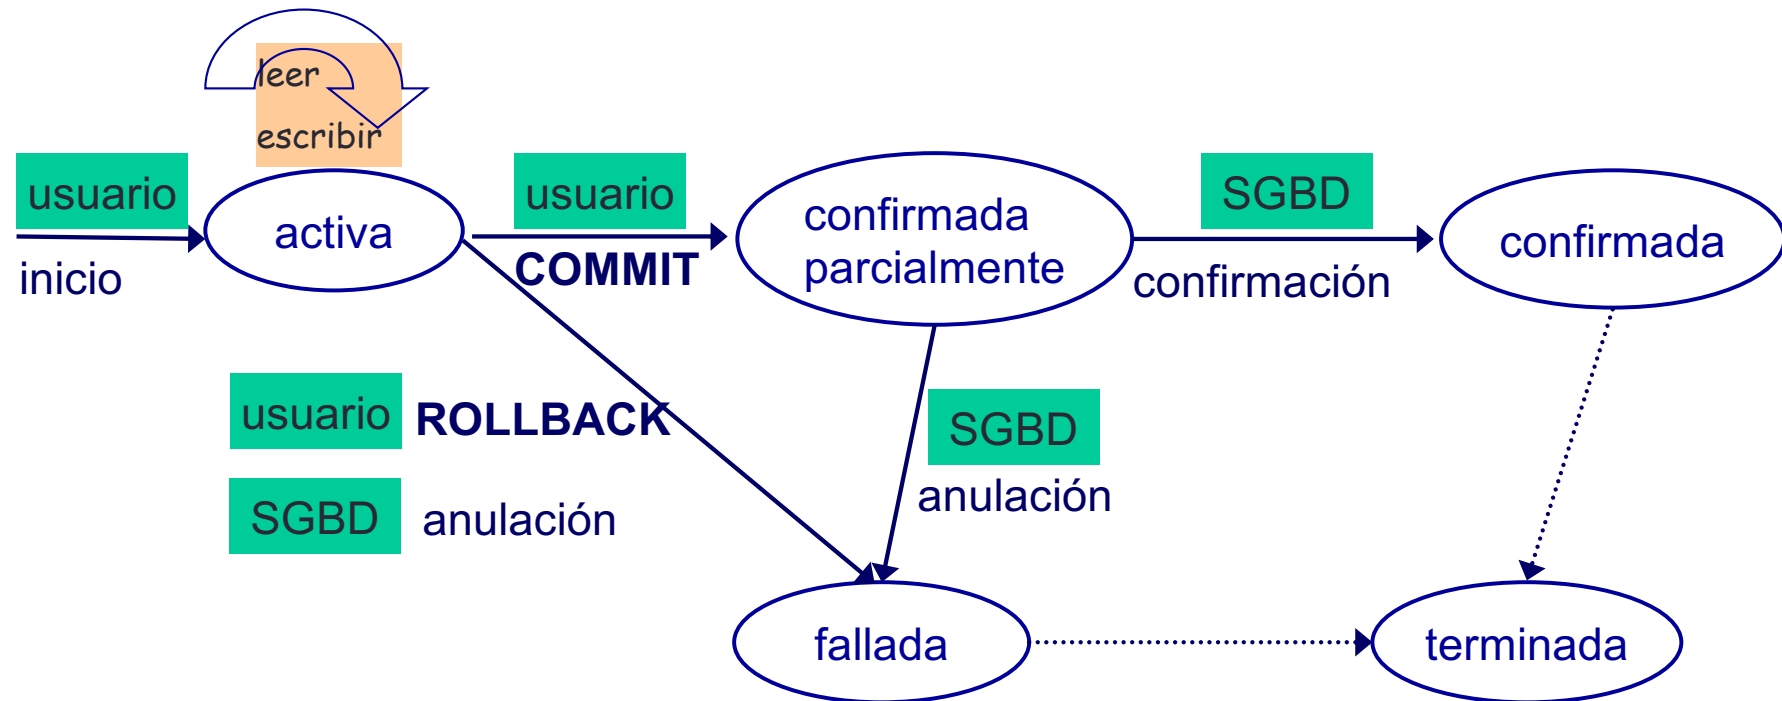 leer
escribir
usuario
inicio
activa
usuario
COMMIT
confirmada
parcialmente
SGBD
confirmación
confirmada
usuario ROLLBACK
SGBD anulación
SGBD
anulación
fallada
terminada